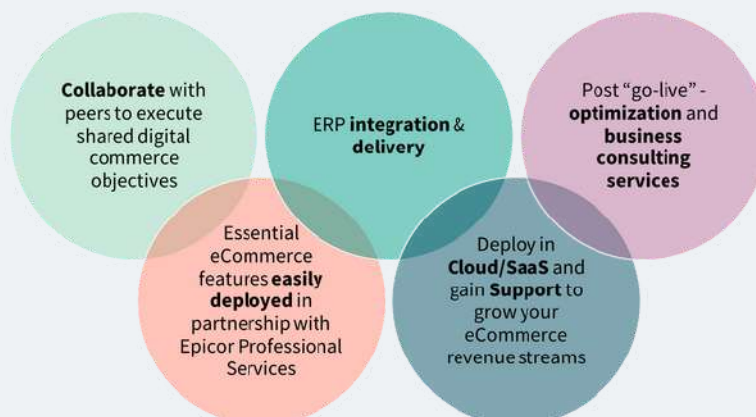 Collaborate with
peers to execute
shared digital
commerce
objectives
Essential
eCommerce
features easily
deployed in
partnership with
Epicor Professional
Services
ERP integration &
delivery
Deploy in
Cloud/SaaS and
gain Support to
grow your
eCommerce
revenue streams
Post “go-live” -
optimization and
business
consulting
services